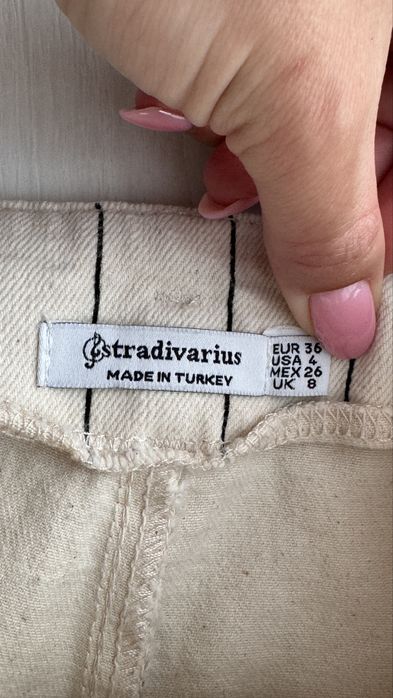 stradivarius
MADE IN TURKEY
EUR 36
USA 4
MEX 26
UK 8